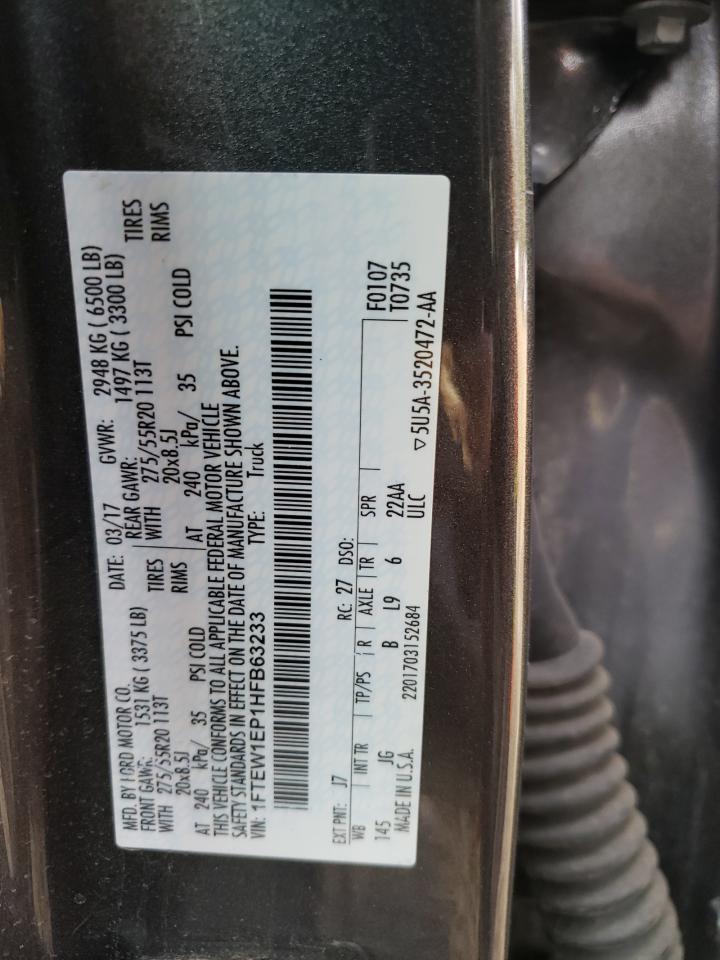 MFD. BY FORD MOTOR CO. DATE: 03/17 GVWR: 2948 KG ( 6500 LB)
FRONT GAWR: 1531 KG ( 3375 LB) REAR GAWR: 1497 KG ( 3300 LB)
WITH 275/55R20 113T TIRES WITH 275/55R20 113T TIRES
20x8.5J RIMS 20x8.5J RIMS
AT 240 kPa/ 35 PSI COLD AT 240 kPa/ 35 PSI COLD
THIS VEHICLE CONFORMS TO ALL APPLICABLE FEDERAL MOTOR VEHICLE
SAFETY STANDARDS IN EFFECT ON THE DATE OF MANUFACTURE SHOWN ABOVE.
VIN: 1FTEW1EP1HFB63233 TYPE: Truck
EXT PNT: J7 RC: 27 DSO: F0107
WB INT TR TP/PS R AXLE TR SPR T0735
145 JG B L9 6 22AA
MADE IN U.S.A. 2201703152684 ULC ▽5U5A-3520472-AA